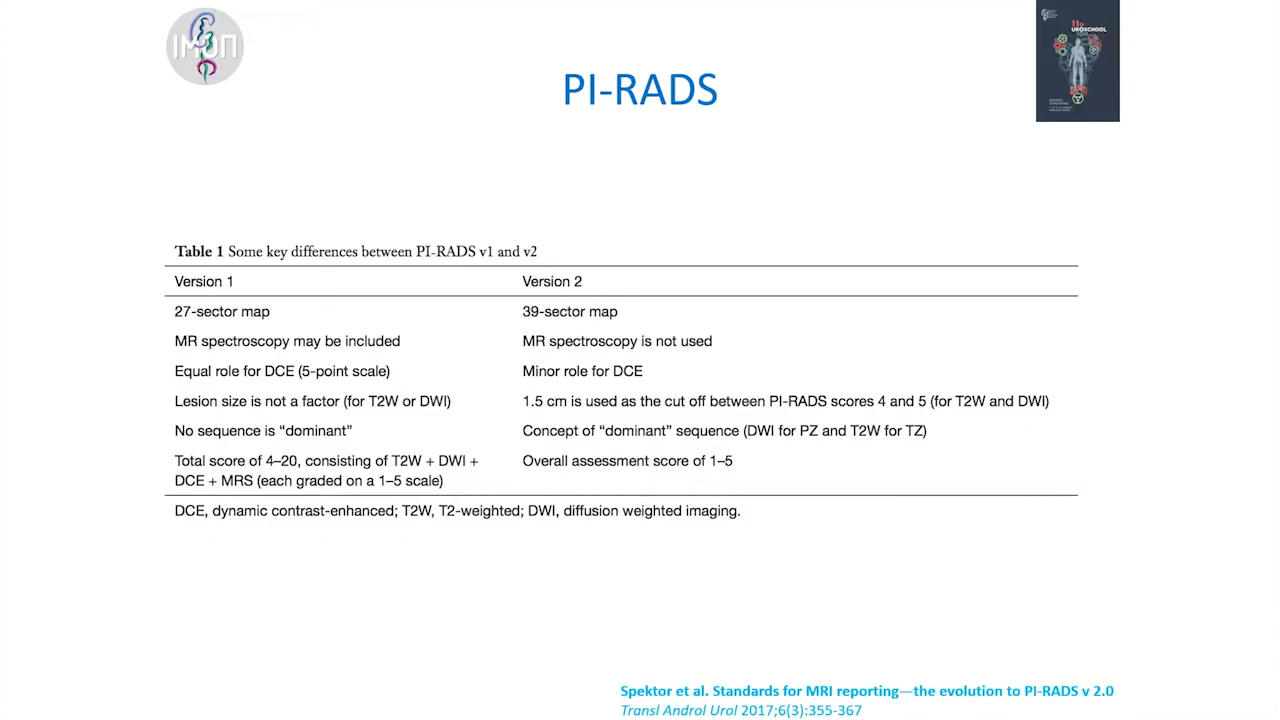 ІМУП
11а
UROSCHOOL
PI-RADS
Table 1 Some key differences between PI-RADS v1 and v2
Version 1 Version 2
27-sector map 39-sector map
MR spectroscopy may be included MR spectroscopy is not used
Equal role for DCE (5-point scale) Minor role for DCE
Lesion size is not a factor (for T2W or DWI) 1.5 cm is used as the cut off between PI-RADS scores 4 and 5 (for T2W and DWI)
No sequence is “dominant” Concept of “dominant” sequence (DWI for PZ and T2W for TZ)
Total score of 4–20, consisting of T2W + DWI + Overall assessment score of 1–5
DCE + MRS (each graded on a 1–5 scale)
DCE, dynamic contrast-enhanced; T2W, T2-weighted; DWI, diffusion weighted imaging.
Spektor et al. Standards for MRI reporting—the evolution to PI-RADS v 2.0
Transl Androl Urol 2017;6(3):355-367